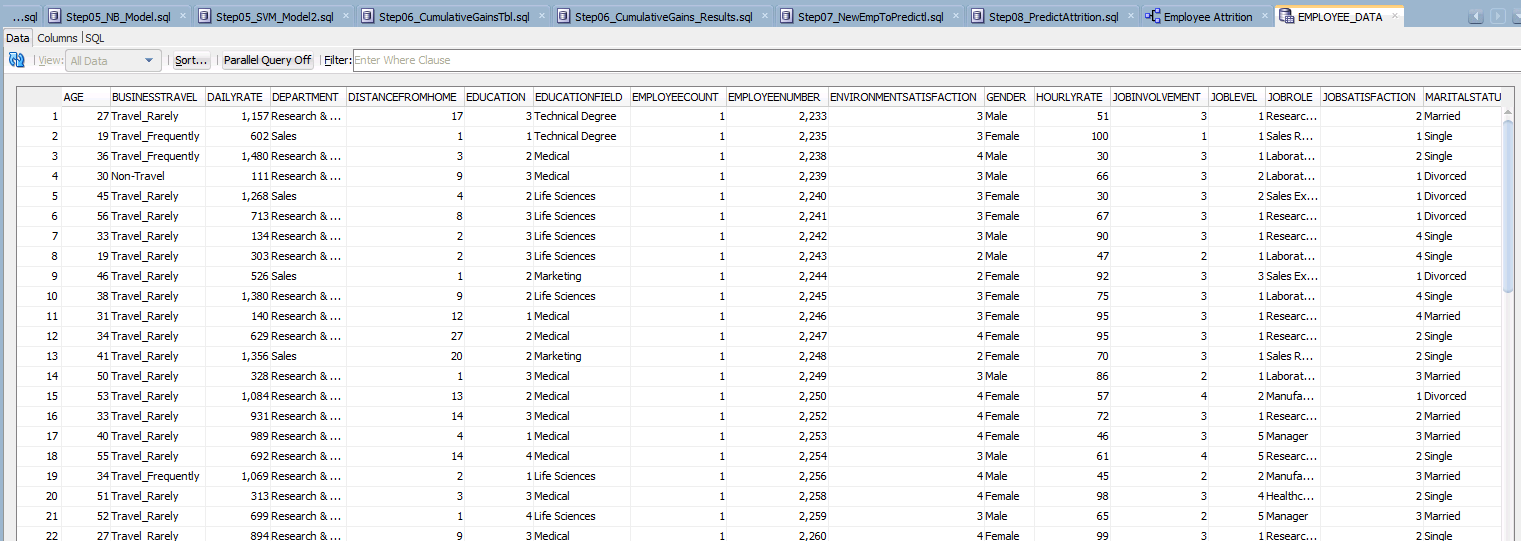 ...sql Step05_NB_Model.sql Step05_SVM_Model2.sql Step06_CumulativeGainsTbl.sql Step06_CumulativeGains_Results.sql Step07_NewEmpToPredictl.sql Step08_PredictAttrition.sql Employee Attrition EMPLOYEE_DATA
Data Columns SQL
View: All Data Sort... Parallel Query Off Filter: Enter Where Clause
AGE BUSINESSTRAVEL DAILYRATE DEPARTMENT DISTANCEFROMHOME EDUCATION EDUCATIONFIELD EMPLOYEECOUNT EMPLOYEENUMBER ENVIRONMENTSATISFACTION GENDER HOURLYRATE JOBINVOLVEMENT JOBLEVEL JOBROLE JOBSATISFACTION MARITALSTATU
1 27 Travel_Rarely 1,157 Research & ... 17 3 Technical Degree 1 2,233 3 Male 51 3 1 Researc... 2 Married
2 19 Travel_Frequently 602 Sales 1 1 Technical Degree 1 2,235 3 Female 100 1 1 Sales R... 1 Single
3 36 Travel_Frequently 1,480 Research & ... 3 2 Medical 1 2,238 4 Male 30 3 1 Laborat... 2 Single
4 30 Non-Travel 111 Research & ... 9 3 Medical 1 2,239 3 Male 66 3 2 Laborat... 1 Divorced
5 45 Travel_Rarely 1,268 Sales 4 2 Life Sciences 1 2,240 3 Female 30 3 2 Sales Ex... 1 Divorced
6 56 Travel_Rarely 713 Research & ... 8 3 Life Sciences 1 2,241 3 Female 67 3 1 Researc... 1 Divorced
7 33 Travel_Rarely 134 Research & ... 2 3 Life Sciences 1 2,242 3 Male 90 3 1 Researc... 4 Single
8 19 Travel_Rarely 303 Research & ... 2 3 Life Sciences 1 2,243 2 Male 47 2 1 Laborat... 4 Single
9 46 Travel_Rarely 526 Sales 1 2 Marketing 1 2,244 2 Female 92 3 3 Sales Ex... 1 Divorced
10 38 Travel_Rarely 1,380 Research & ... 9 2 Life Sciences 1 2,245 3 Female 75 3 1 Laborat... 4 Single
11 31 Travel_Rarely 140 Research & ... 12 1 Medical 1 2,246 3 Female 95 3 1 Researc... 4 Married
12 34 Travel_Rarely 629 Research & ... 27 2 Medical 1 2,247 4 Female 95 3 1 Researc... 2 Single
13 41 Travel_Rarely 1,356 Sales 20 2 Marketing 1 2,248 2 Female 70 3 1 Sales R... 2 Single
14 50 Travel_Rarely 328 Research & ... 1 3 Medical 1 2,249 3 Male 86 2 1 Laborat... 3 Married
15 53 Travel_Rarely 1,084 Research & ... 13 2 Medical 1 2,250 4 Female 57 4 2 Manufa... 1 Divorced
16 33 Travel_Rarely 931 Research & ... 14 3 Medical 1 2,252 4 Female 72 3 1 Researc... 2 Married
17 40 Travel_Rarely 989 Research & ... 4 1 Medical 1 2,253 4 Female 46 3 5 Manager 3 Married
18 55 Travel_Rarely 692 Research & ... 14 4 Medical 1 2,254 3 Male 61 4 5 Researc... 2 Single
19 34 Travel_Frequently 1,069 Research & ... 2 1 Life Sciences 1 2,256 4 Male 45 2 2 Manufa... 3 Married
20 51 Travel_Rarely 313 Research & ... 3 3 Medical 1 2,258 4 Female 98 3 4 Healthc... 2 Single
21 52 Travel_Rarely 699 Research & ... 1 4 Life Sciences 1 2,259 3 Male 65 2 5 Manager 3 Married
22 27 Travel_Rarely 894 Research & ... 9 3 Medical 1 2,260 4 Female 99 3 1 Researc... 2 Single